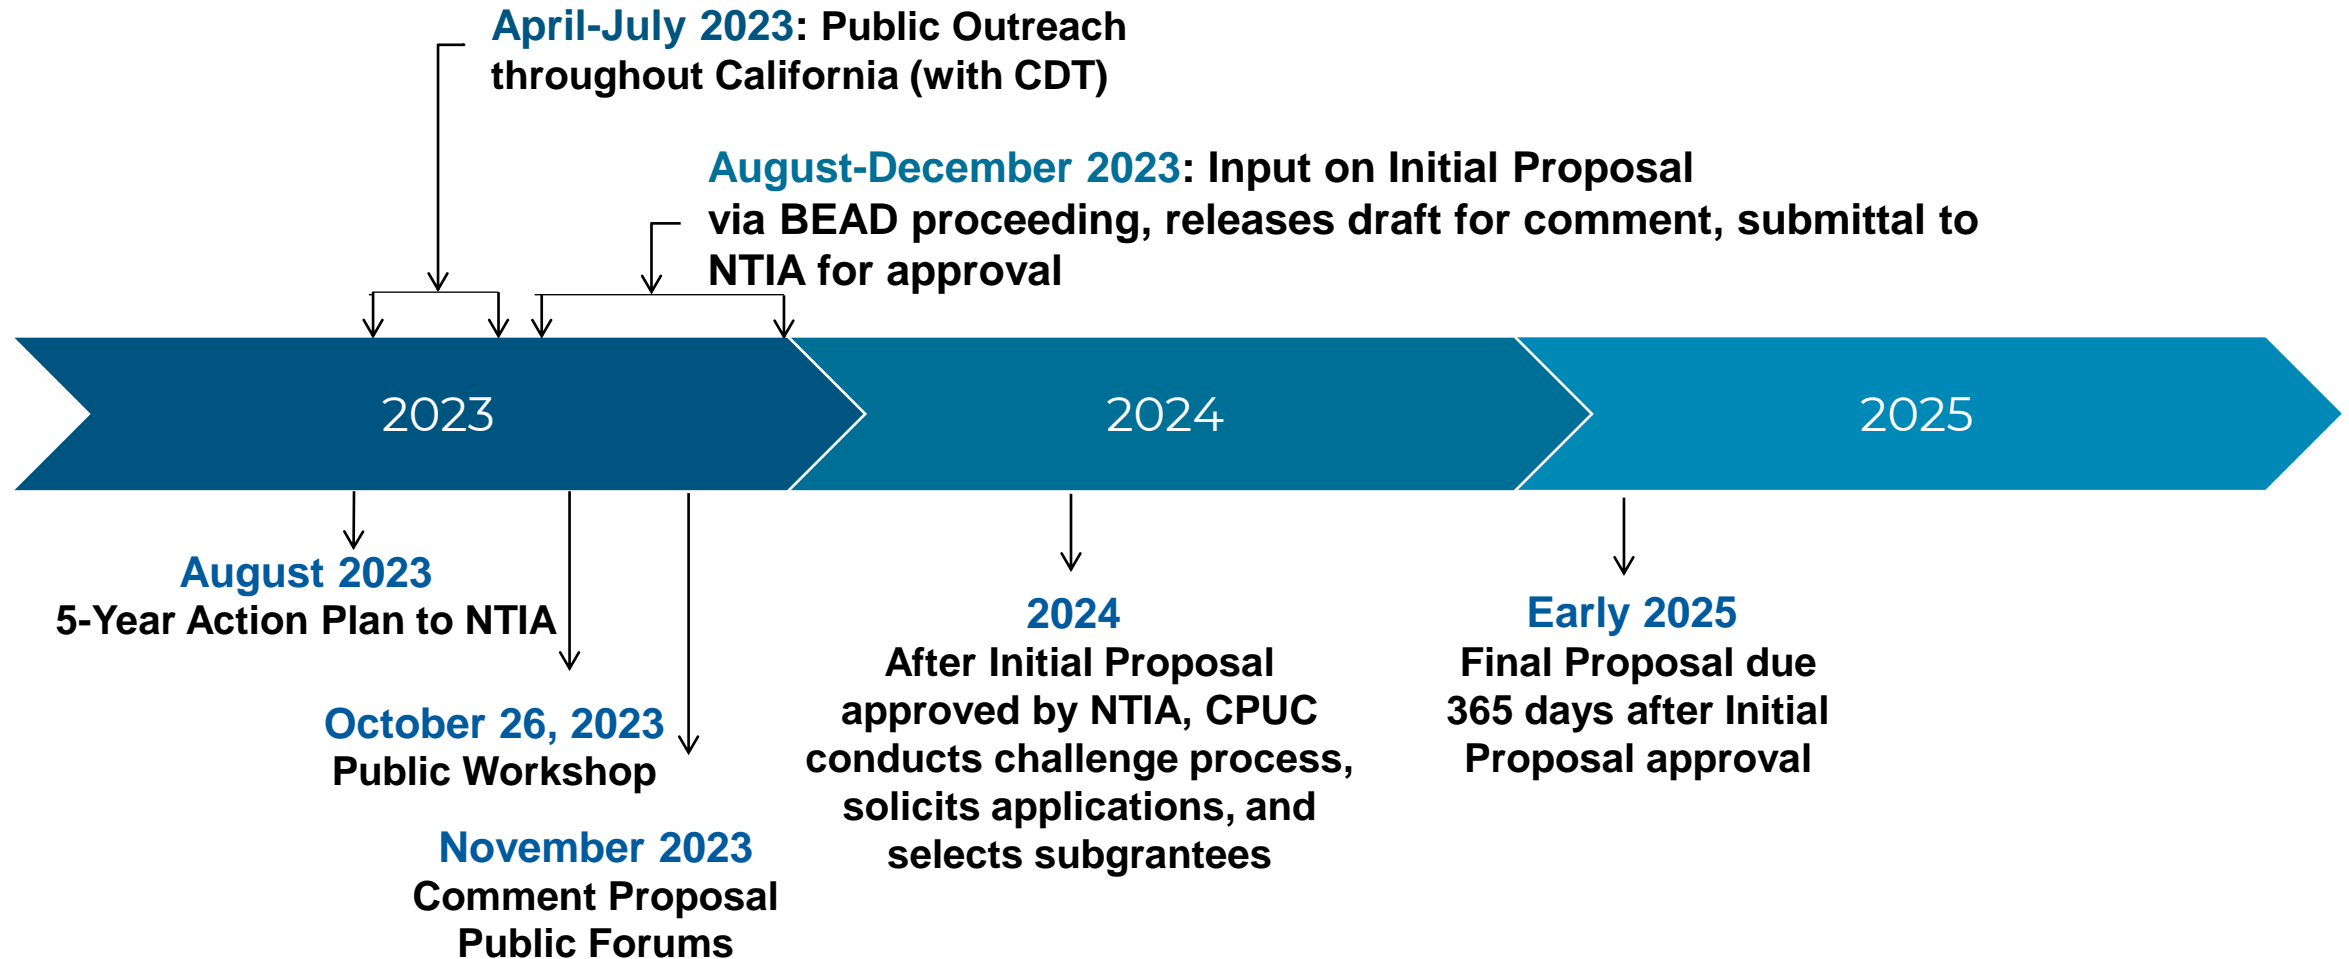 April-July 2023: Public Outreach
throughout California (with CDT)
August-December 2023: Input on Initial Proposal
via BEAD proceeding, releases draft for comment, submittal to
NTIA for approval
2023
2024
2025
August 2023
5-Year Action Plan to NTIA
October 26, 2023
Public Workshop
November 2023
Comment Proposal
Public Forums
2024
After Initial Proposal
approved by NTIA, CPUC
conducts challenge process,
solicits applications, and
selects subgrantees
Early 2025
Final Proposal due
365 days after Initial
Proposal approval